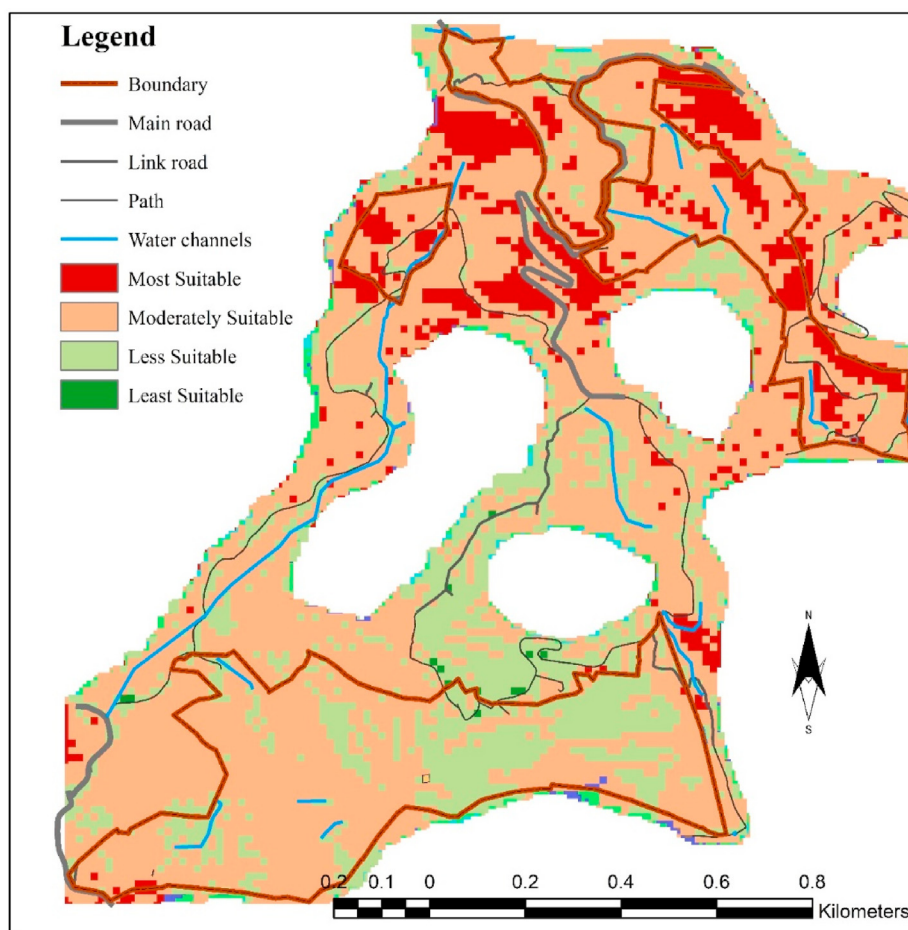 Legend
Boundary
Main road
Link road
Path
Water channels
Most Suitable
Moderately Suitable
Less Suitable
Least Suitable
N
S
0.2 0.1 0 0.2 0.4 0.6 0.8
Kilometers